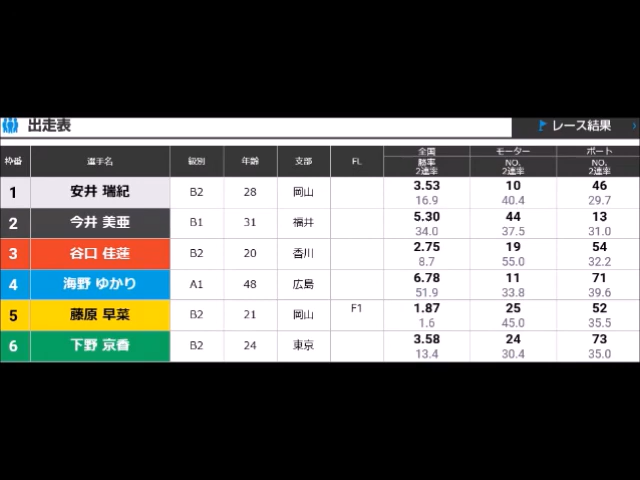 出走表
レース結果
枠番 選手名 級別 年齢 支部 FL 全国 勝率 2連率 モーター NO. 2連率 ボート NO. 2連率
1 安井 瑞紀 B2 28 岡山 3.53 10 46
16.9 40.4 29.7
2 今井 美亜 B1 31 福井 5.30 44 13
34.0 37.5 31.0
3 谷口 佳蓮 B2 20 香川 2.75 19 54
8.7 55.0 32.2
4 海野 ゆかり A1 48 広島 6.78 11 71
51.9 33.8 39.6
5 藤原 早菜 B2 21 岡山 F1 1.87 25 52
1.6 45.0 35.5
6 下野 京香 B2 24 東京 3.58 24 73
13.4 30.4 35.0